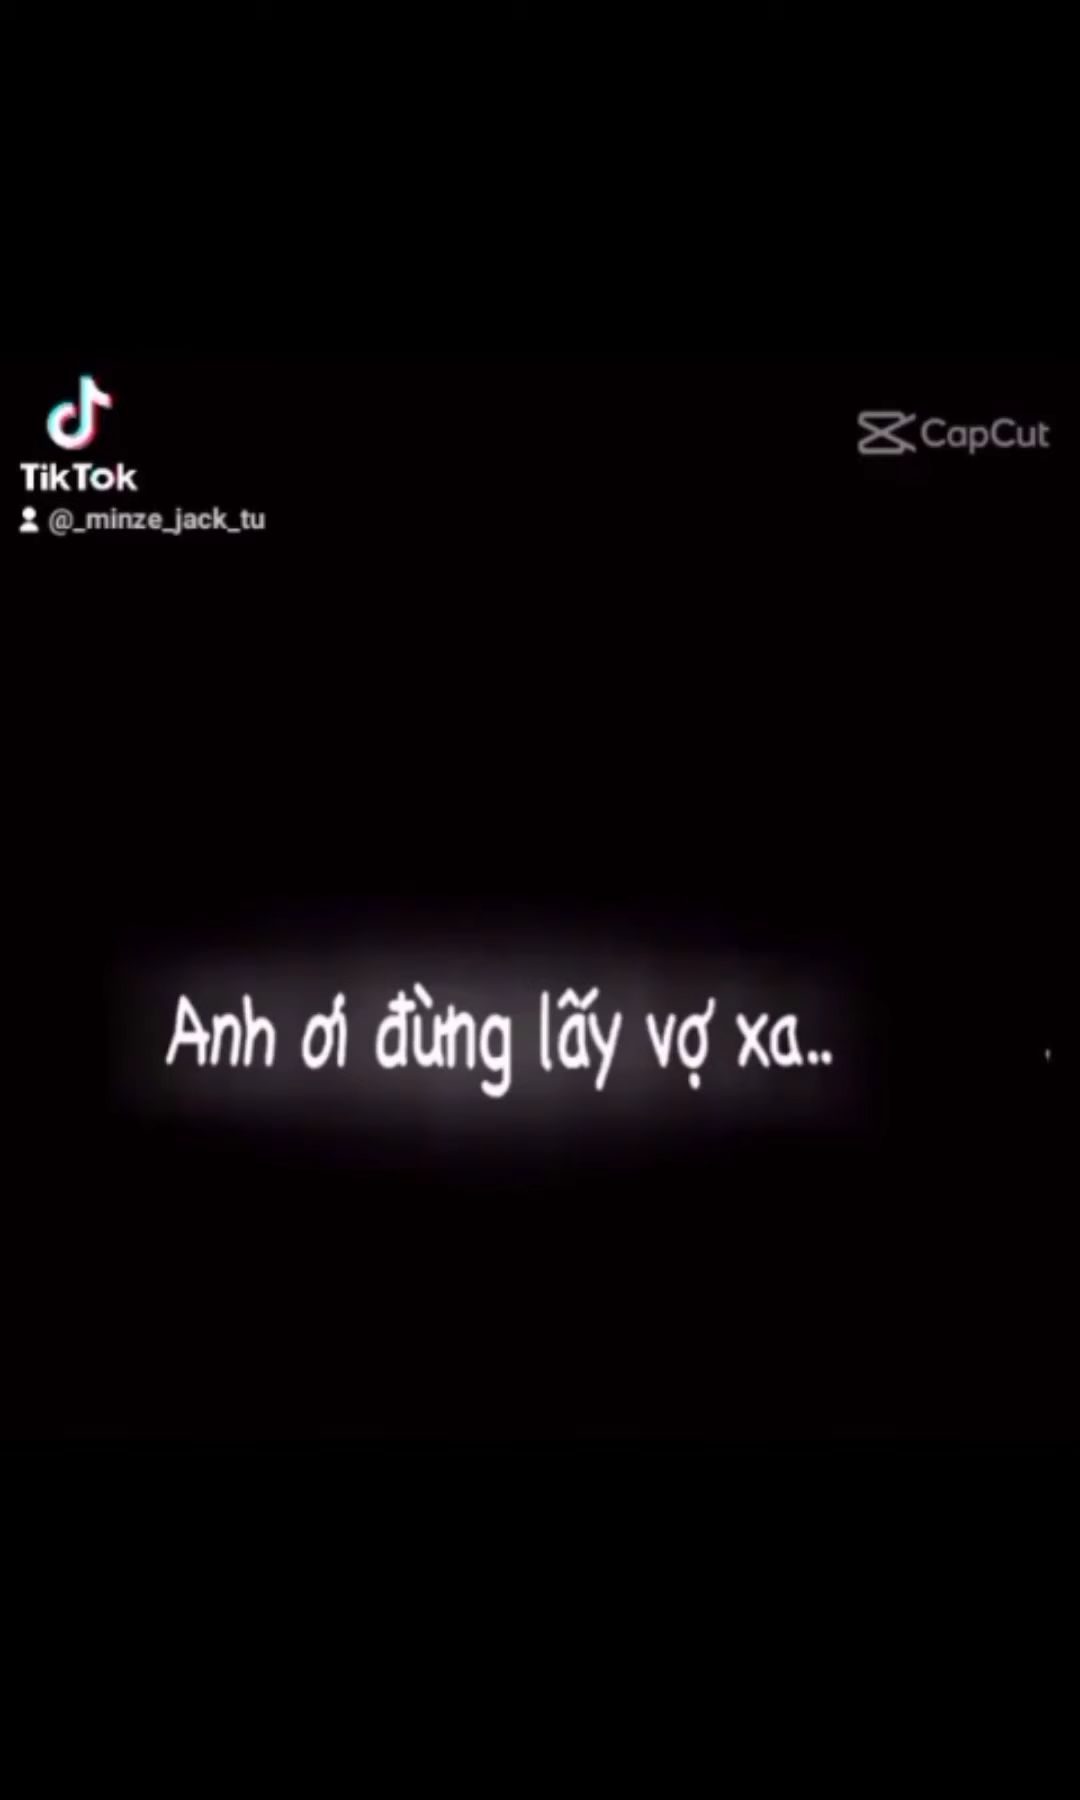 TikTok
@_minze_jack_tu
CapCut
Anh ơi đừng lấy vợ xa..